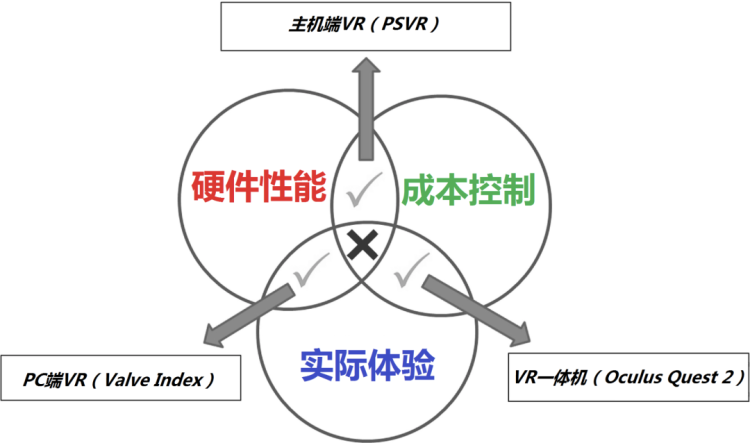 主机端VR（PSVR）
硬件性能
成本控制
实际体验
PC端VR（Valve Index）
VR一体机（Oculus Quest 2）